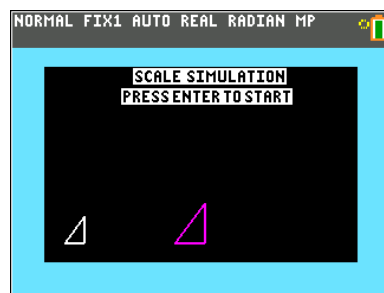 NORMAL FIX1 AUTO REAL RADIAN MP
SCALE SIMULATION
PRESS ENTER TO START